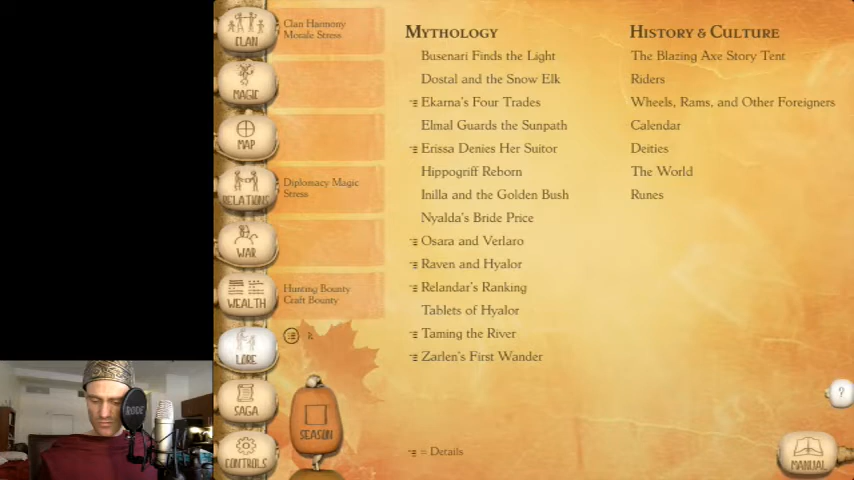 CLAN
Clan Harmony
Morale Stress
MAGIC
MAP
RELATIONS
Diplomacy Magic
Stress
WAR
WEALTH
Hunting Bounty
Craft Bounty
LORE
SAGA
CONTROLS
SEASON
MYTHOLOGY
Busenari Finds the Light
Dostal and the Snow Elk
Ekarna's Four Trades
Elmal Guards the Sunpath
Erissa Denies Her Suitor
Hippogriff Reborn
Inilla and the Golden Bush
Nyalda's Bride Price
Osara and Verlaro
Raven and Hyalor
Relandar's Ranking
Tablets of Hyalor
Taming the River
Zarlen's First Wander
= Details
HISTORY & CULTURE
The Blazing Axe Story Tent
Riders
Wheels, Rams, and Other Foreigners
Calendar
Deities
The World
Runes
?
MANUAL
RODE